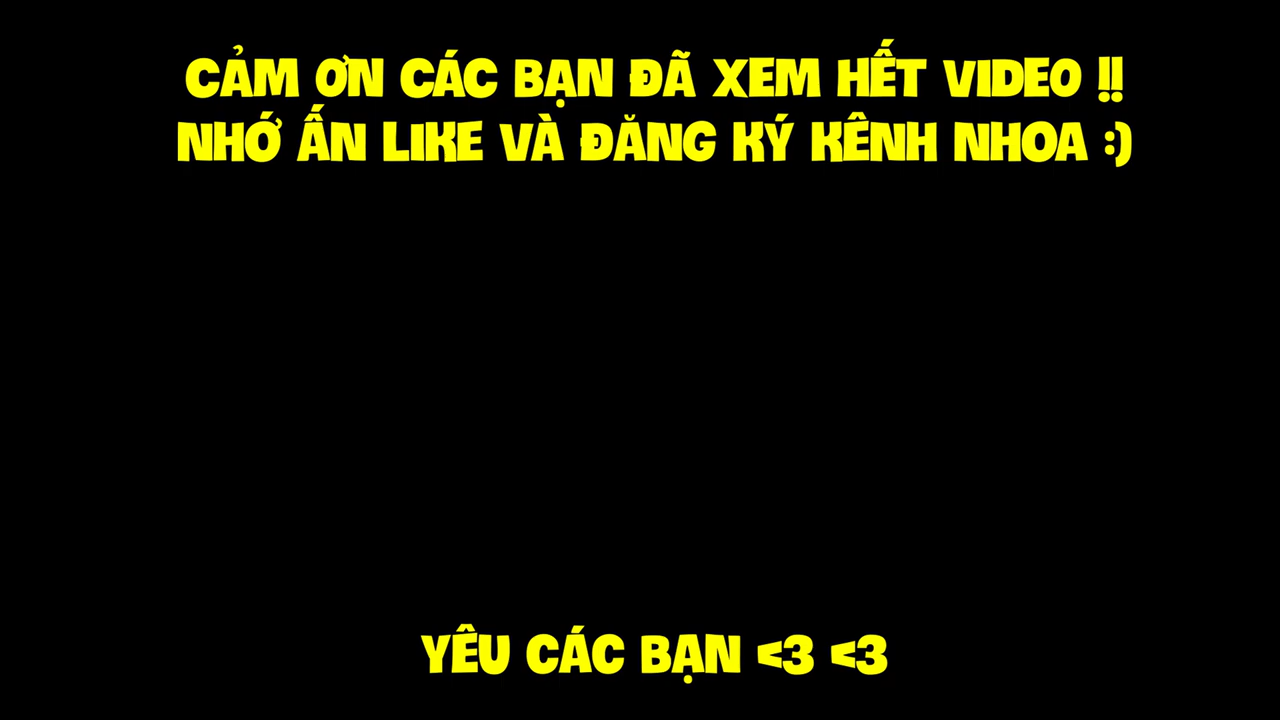 CẢM ƠN CÁC BẠN ĐÃ XEM HẾT VIDEO !!
NHỚ ẤN LIKE VÀ ĐĂNG KÝ KÊNH NHOA :)
YÊU CÁC BẠN <3 <3